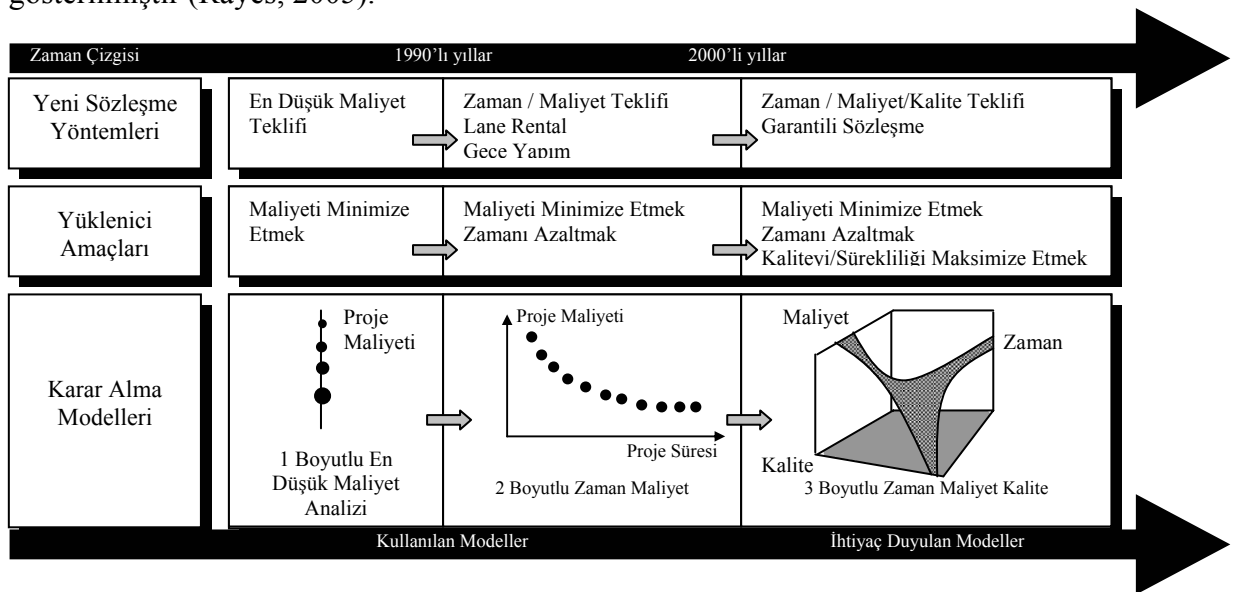 göstermiştir (Kayes, 2005).
Zaman Çizgisi
1990’lı yıllar
2000’li yıllar
Yeni Sözleşme
Yöntemleri
En Düşük Maliyet
Teklifi
Zaman / Maliyet Teklifi
Lane Rental
Gece Yapım
Zaman / Maliyet/Kalite Teklifi
Garantili Sözleşme
Yüklenici
Amaçları
Maliyeti Minimize
Etmek
Maliyeti Minimize Etmek
Zamanı Azaltmak
Maliyeti Minimize Etmek
Zamanı Azaltmak
Kaliteyi/Sürekliliği Maksimize Etmek
Karar Alma
Modelleri
Proje
Maliyeti
1 Boyutlu En
Düşük Maliyet
Analizi
Proje Maliyeti
Proje Süresi
2 Boyutlu Zaman Maliyet
Maliyet
Zaman
Kalite
3 Boyutlu Zaman Maliyet Kalite
Kullanılan Modeller
İhtiyaç Duyulan Modeller